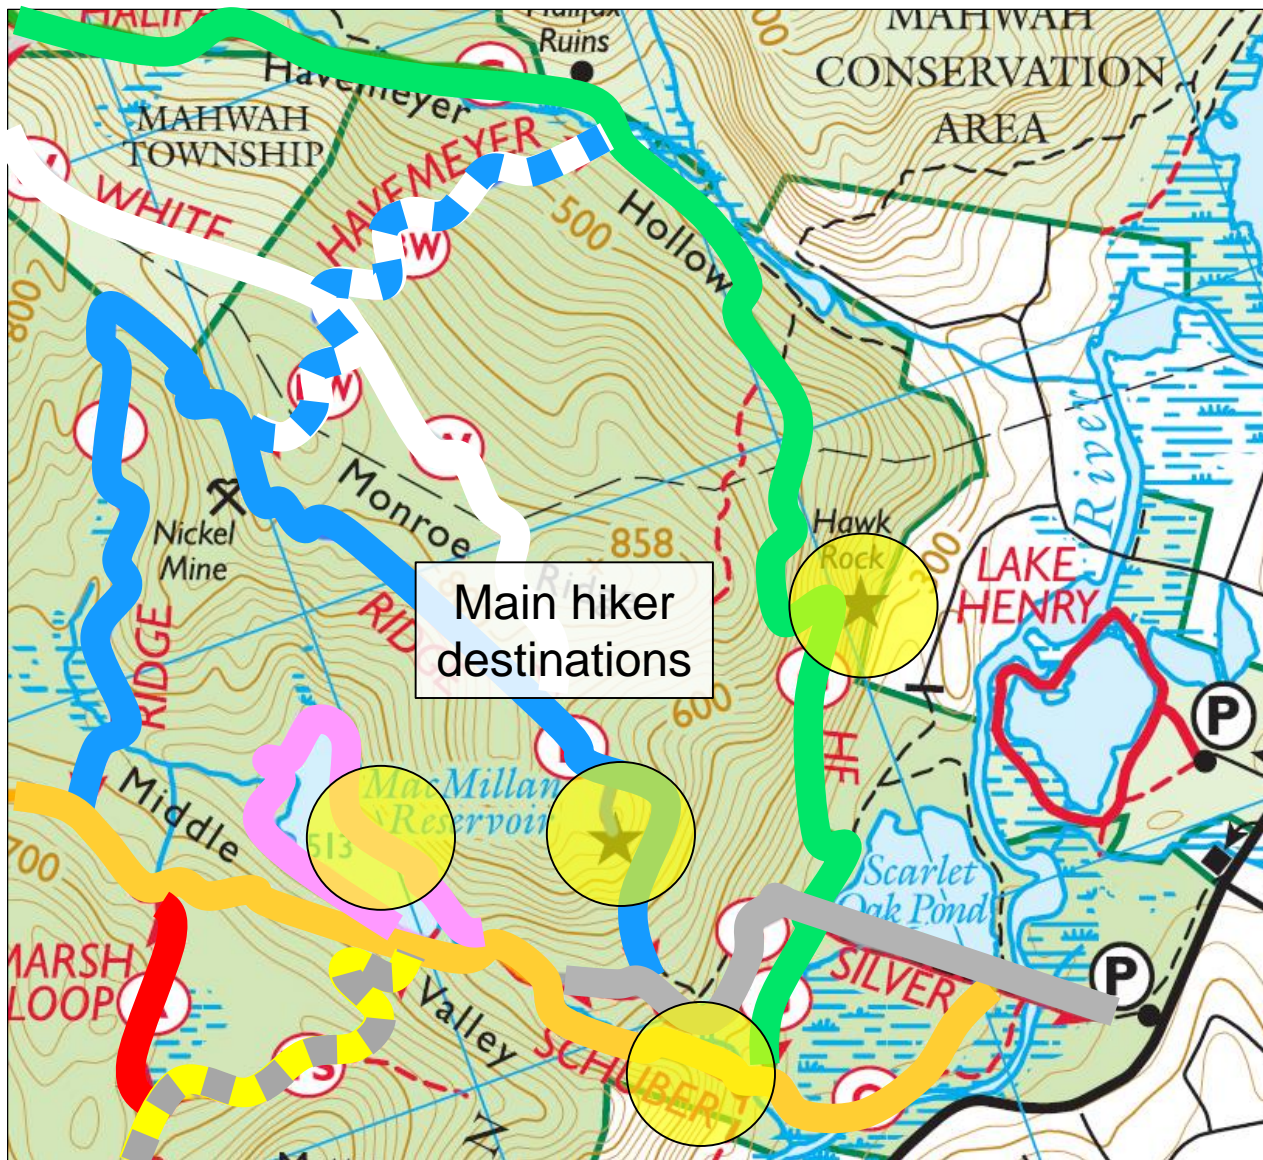 HALIFAX
Halifax
Ruins
MAHWAH
CONSERVATION
AREA
Havemeyer
Hollow
MAHWAH
TOWNSHIP
HAVEMEYER
WHITE
BW
500
800
River
Monroe
Nickel
Mine
858
Hawk
Rock
300
LAKE
HENRY
RIDGE
RIDGE
Main hiker
destinations
600
P
HF
Middle
MacMillan
Reservoir
513
700
Scarlet
Oak Pond
SILVER
P
MARSH
LOOP
Valley
SCHUBER